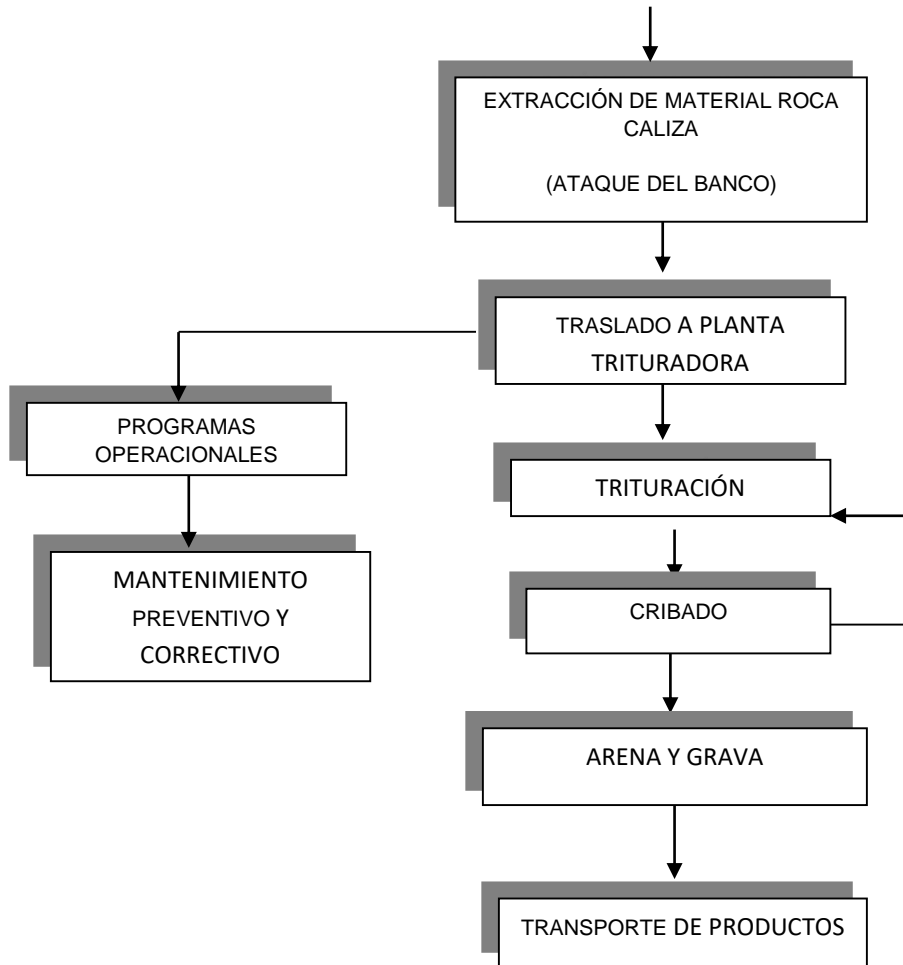 EXTRACCIÓN DE MATERIAL ROCA
CALIZA
(ATAQUE DEL BANCO)
TRASLADO A PLANTA
TRITURADORA
PROGRAMAS
OPERACIONALES
TRITURACIÓN
MANTENIMIENTO
PREVENTIVO Y
CORRECTIVO
CRIBADO
ARENA Y GRAVA
TRANSPORTE DE PRODUCTOS